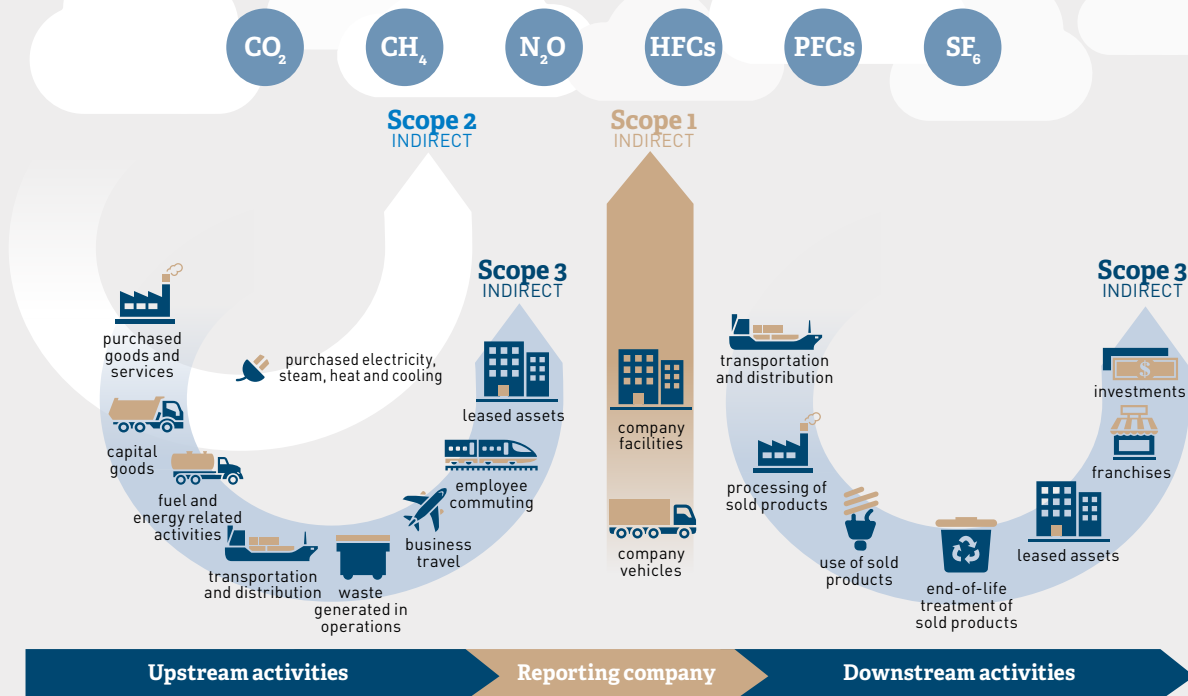 CO₂
CH₄
N₂O
HFCs
PFCs
SF₆
Scope 2
INDIRECT
Scope 1
INDIRECT
Scope 3
INDIRECT
Scope 3
INDIRECT
purchased
goods and
services
capital
goods
fuel and
energy related
activities
purchased electricity,
steam, heat and cooling
transportation
and distribution
waste
generated in
operations
business
travel
employee
commuting
leased assets
company
facilities
company
vehicles
transportation
and distribution
processing of
sold products
use of sold
products
end-of-life
treatment of
sold products
leased assets
franchises
investments
$
Upstream activities
Reporting company
Downstream activities